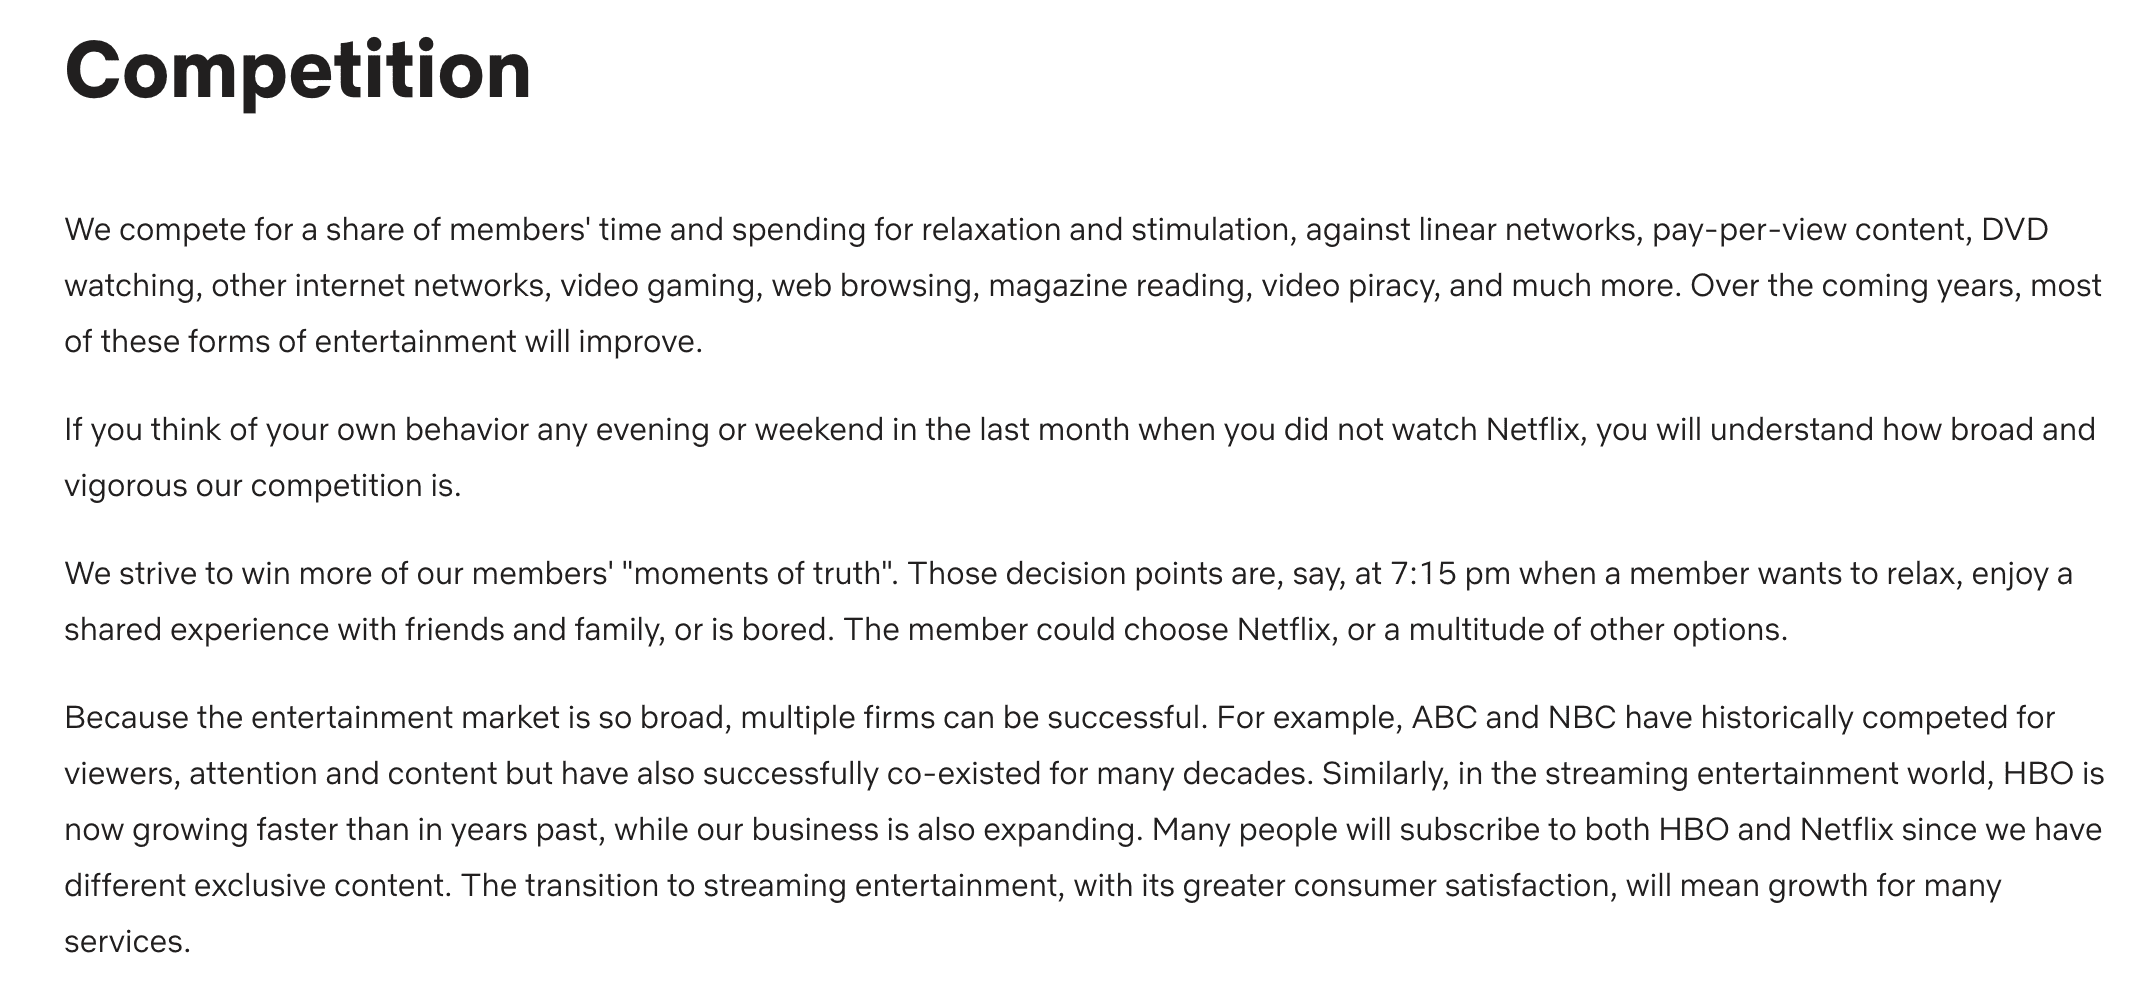 Competition
We compete for a share of members' time and spending for relaxation and stimulation, against linear networks, pay-per-view content, DVD
watching, other internet networks, video gaming, web browsing, magazine reading, video piracy, and much more. Over the coming years, most
of these forms of entertainment will improve.
If you think of your own behavior any evening or weekend in the last month when you did not watch Netflix, you will understand how broad and
vigorous our competition is.
We strive to win more of our members' "moments of truth". Those decision points are, say, at 7:15 pm when a member wants to relax, enjoy a
shared experience with friends and family, or is bored. The member could choose Netflix, or a multitude of other options.
Because the entertainment market is so broad, multiple firms can be successful. For example, ABC and NBC have historically competed for
viewers, attention and content but have also successfully co-existed for many decades. Similarly, in the streaming entertainment world, HBO is
now growing faster than in years past, while our business is also expanding. Many people will subscribe to both HBO and Netflix since we have
different exclusive content. The transition to streaming entertainment, with its greater consumer satisfaction, will mean growth for many
services.